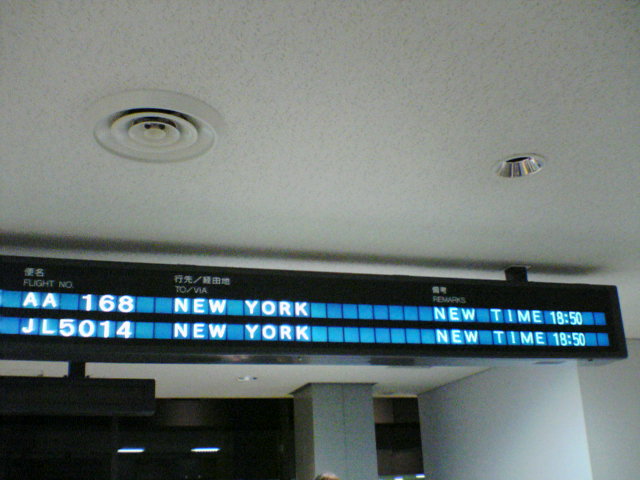 便名 行先／経由地 備考
FLIGHT NO. TO/VIA REMARKS
AA 168 NEW YORK NEW TIME 18:50
JL5014 NEW YORK NEW TIME 18:50